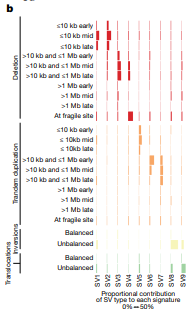 b
Deletion
≤10 kb early
≤10 kb mid
≤10 kb late
>10 kb and ≤1 Mb early
>10 kb and ≤1 Mb mid
>10 kb and ≤1 Mb late
>1 Mb early
>1 Mb mid
>1 Mb late
At fragile site
Tandem duplication
≤10 kb early
≤ 10kb mid
≤ 10kb late
>10 kb and ≤1 Mb early
>10 kb and ≤1 Mb mid
>10 kb and ≤1 Mb late
>1 Mb early
>1 Mb mid
>1 Mb late
At fragile site
Inversions
Balanced
Unbalanced
Translocations
Balanced
Unbalanced
SV1
SV2
SV3
SV4
SV5
SV6
SV7
SV8
SV9
Proportional contribution
of SV type to each signature
0%═50%